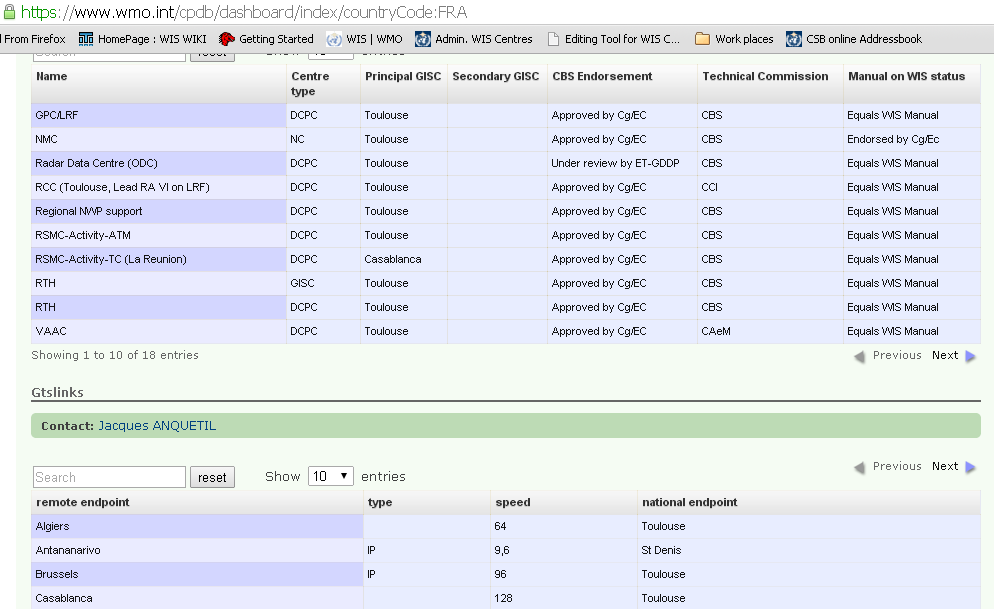 https://www.wmo.int/cpdb/dashboard/index/countryCode:FRA
From Firefox HomePage : WIS WIKI Getting Started WIS | WMO Admin. WIS Centres Editing Tool for WIS C... Work places CSB online Addressbook
Name Centre type Principal GISC Secondary GISC CBS Endorsement Technical Commission Manual on WIS status
GPC/LRF DCPC Toulouse Approved by Cg/EC CBS Equals WIS Manual
NMC NC Toulouse Approved by Cg/EC CBS Endorsed by Cg/Ec
Radar Data Centre (ODC) DCPC Toulouse Under review by ET-GDDP CBS Equals WIS Manual
RCC (Toulouse, Lead RA VI on LRF) DCPC Toulouse Approved by Cg/EC CCl Equals WIS Manual
Regional NWP support DCPC Toulouse Approved by Cg/EC CBS Equals WIS Manual
RSMC-Activity-ATM DCPC Toulouse Approved by Cg/EC CBS Equals WIS Manual
RSMC-Activity-TC (La Reunion) DCPC Casablanca Approved by Cg/EC CBS Equals WIS Manual
RTH GISC Toulouse Approved by Cg/EC CBS Equals WIS Manual
RTH DCPC Toulouse Approved by Cg/EC CBS Equals WIS Manual
VAAC DCPC Toulouse Approved by Cg/EC CAeM Equals WIS Manual
Showing 1 to 10 of 18 entries Previous Next
Gtslinks
Contact: Jacques ANQUETIL
Search reset Show 10 entries Previous Next
remote endpoint type speed national endpoint
Algiers 64 Toulouse
Antananarivo IP 9,6 St Denis
Brussels IP 96 Toulouse
Casablanca 128 Toulouse